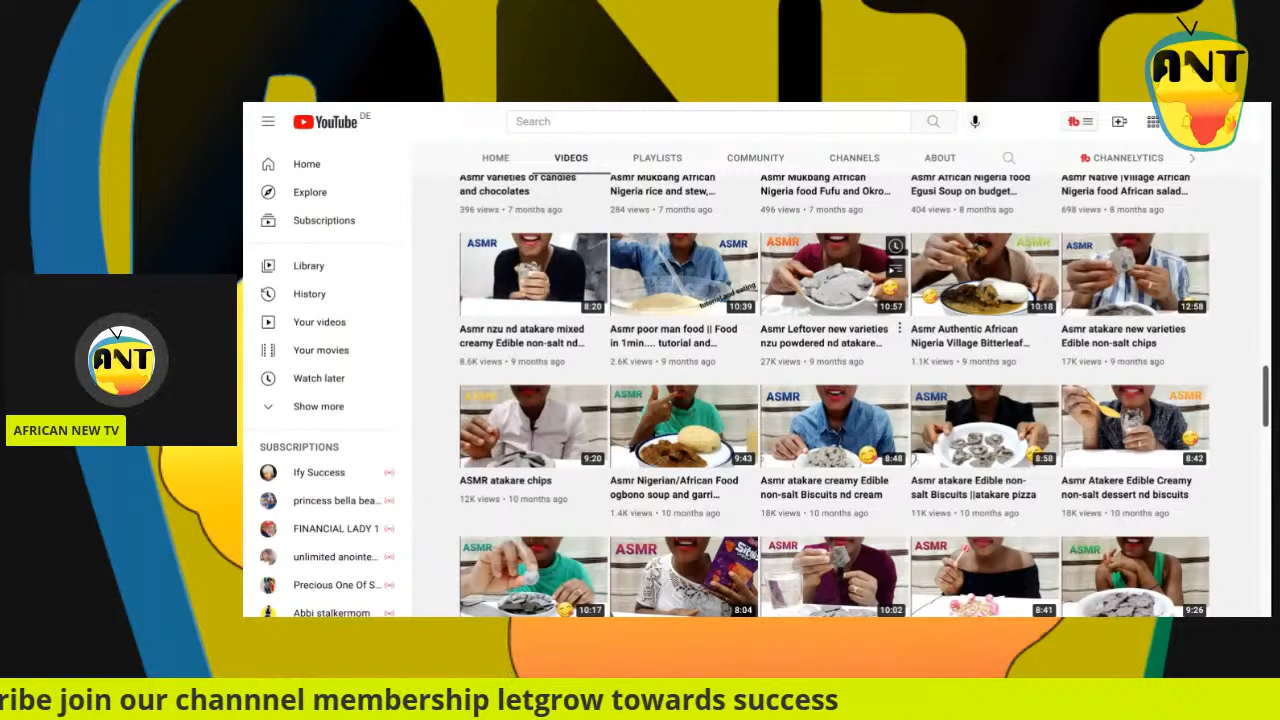 ANT
DE
YouTube
Search
HOME
VIDEOS
PLAYLISTS
COMMUNITY
CHANNELS
ABOUT
CHANNELYTICS
Home
Explore
Subscriptions
Library
History
Your videos
Your movies
Watch later
Show more
SUBSCRIPTIONS
Ify Success
princess bella bea...
FINANCIAL LADY 1
unlimited anointe...
Precious One Of S...
Abbi stalkermom
Asmr varieties of candies
and chocolates
396 views • 7 months ago
Asmr Mukbang African
Nigeria rice and stew,...
284 views • 7 months ago
Asmr Mukbang African
Nigeria food Fufu and Okro...
496 views • 7 months ago
Asmr African Nigeria food
Egusi Soup on budget...
404 views • 8 months ago
Asmr Native |Village African
Nigeria food African salad...
698 views • 8 months ago
ASMR
8:20
ASMR
tutorial and eating
10:39
ASMR
10:57
ASMR
10:18
ASMR
12:58
Asmr nzu nd atakare mixed
creamy Edible non-salt nd...
8.6K views • 9 months ago
Asmr poor man food || Food
in 1min.... tutorial and...
2.6K views • 9 months ago
Asmr Leftover new varieties
nzu powdered nd atakare...
27K views • 9 months ago
Asmr Authentic African
Nigeria Village Bitterleaf...
1.1K views • 9 months ago
Asmr atakare new varieties
Edible non-salt chips
17K views • 9 months ago
ASMR
9:20
ASMR
9:43
ASMR
8:48
ASMR
8:58
ASMR
8:42
ASMR atakare chips
12K views • 10 months ago
Asmr Nigerian/African Food
ogbono soup and garri...
1.4K views • 10 months ago
Asmr atakare creamy Edible
non-salt Biscuits nd cream
18K views • 10 months ago
Asmr atakare Edible non-
salt Biscuits ||atakare pizza
11K views • 10 months ago
Asmr Atekere Edible Creamy
non-salt dessert nd biscuits
18K views • 10 months ago
ASMR
10:17
ASMR
8:04
ASMR
10:02
ASMR
8:41
ASMR
9:26
ANT
AFRICAN NEW TV
ribe join our channnel membership letgrow towards success